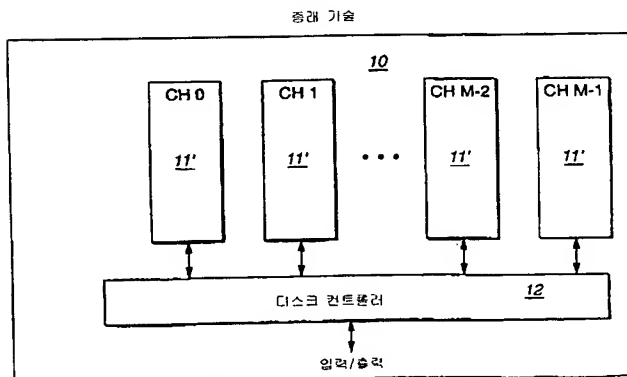 종래 기술
10
CH 0 CH 1 CH M-2 CH M-1
11' 11' • • • 11' 11'
디스크 컨트롤러 12
입력/출력